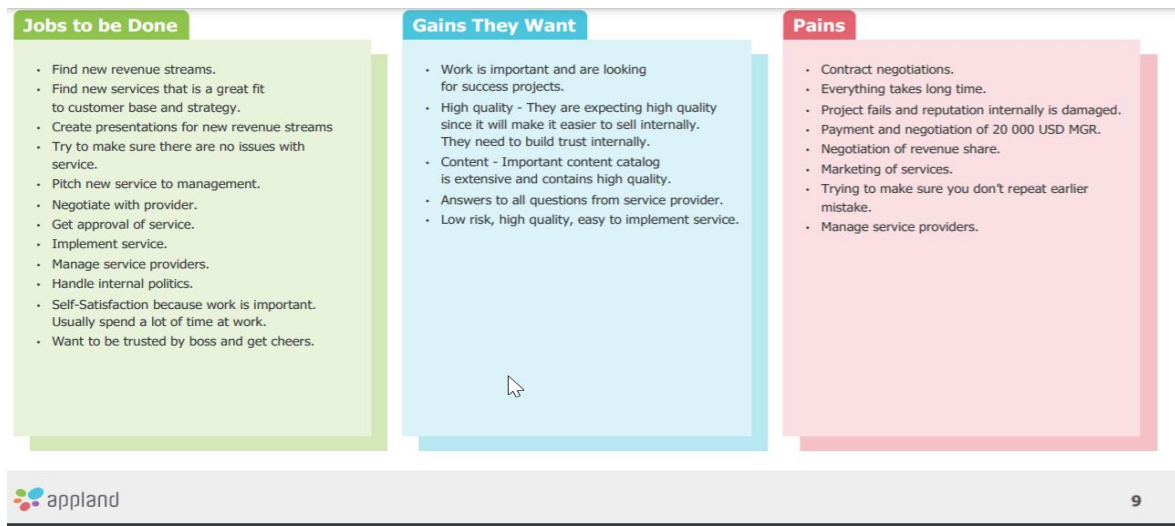 Jobs to be Done
• Find new revenue streams.
• Find new services that is a great fit
to customer base and strategy.
• Create presentations for new revenue streams
• Try to make sure there are no issues with
service.
• Pitch new service to management.
• Negotiate with provider.
• Get approval of service.
• Implement service.
• Manage service providers.
• Handle internal politics.
• Self-Satisfaction because work is important.
Usually spend a lot of time at work.
• Want to be trusted by boss and get cheers.
Gains They Want
• Work is important and are looking
for success projects.
• High quality - They are expecting high quality
since it will make it easier to sell internally.
They need to build trust internally.
• Content - Important content catalog
is extensive and contains high quality.
• Answers to all questions from service provider.
• Low risk, high quality, easy to implement service.
Pains
• Contract negotiations.
• Everything takes long time.
• Project fails and reputation internally is damaged.
• Payment and negotiation of 20 000 USD MGR.
• Negotiation of revenue share.
• Marketing of services.
• Trying to make sure you don't repeat earlier
mistake.
• Manage service providers.
appland
9